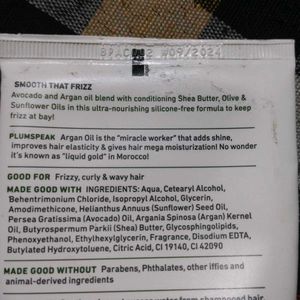 09/2024
SMOOTH THAT FRIZZ
Avocado and Argan oil blend with conditioning Shea Butter, Olive &
Sunflower Oils in this ultra-nourishing silicone-free formula to keep
frizz at bay!
PLUMSPEAK Argan Oil is the "miracle worker" that adds shine,
improves hair elasticity & gives hair mega moisturization! No wonder
it's known as "liquid gold" in Morocco!
GOOD FOR Frizzy, curly & wavy hair
MADE GOOD WITH INGREDIENTS: Aqua, Cetearyl Alcohol,
Behentrimonium Chloride, Isopropyl Alcohol, Glycerin,
Amodimethicone, Helianthus Annuus (Sunflower) Seed Oil,
Persea Gratissima (Avocado) Oil, Argania Spinosa (Argan) Kernel
Oil, Butyrospermum Parkii (Shea) Butter, Glycosphingolipids,
Phenoxyethanol, Ethylhexylglycerin, Fragrance, Disodium EDTA,
Butylated Hydroxytoluene, Citric Acid, CI 19140, CI 42090
MADE GOOD WITHOUT Parabens, Phthalates, other iffies and
animal-derived ingredients
water from shampooed hair